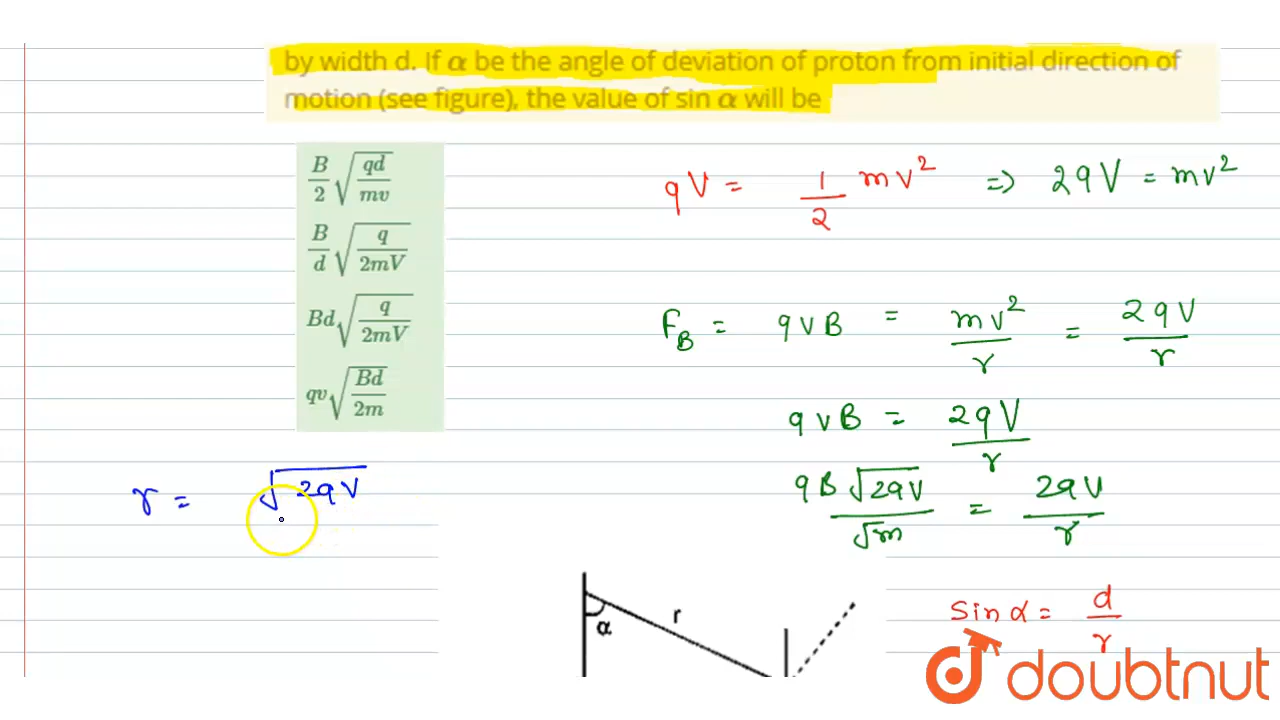 by width d. If α be the angle of deviation of proton from initial direction of
motion (see figure), the value of sin α will be
B/2 √(qd/mv)
B/d √(q/2mV)
Bd √(q/2mV)
qv √(Bd/2m)
qV = 1/2 mv² ⇒ 2qV = mv²
F_B = qvB = mv²/r = 2qV/r
qvB = 2qV/r
qB √2qV/√m = 2qV/r
r = √2qV
α
r
Sin α = d/r
doubtnut